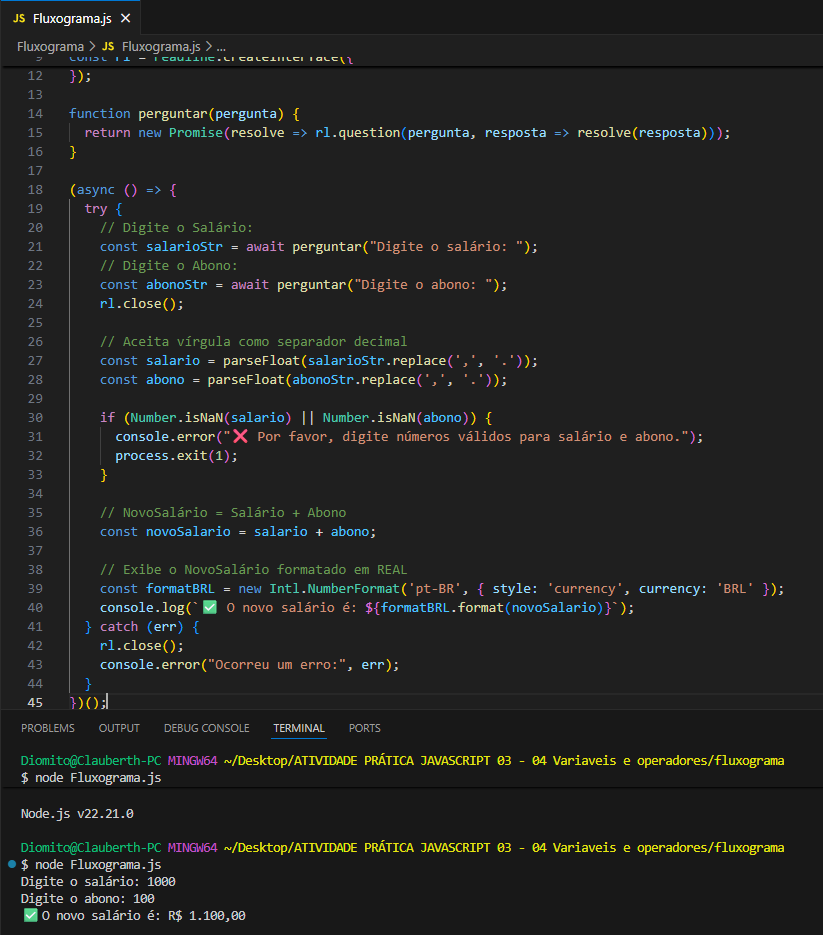 JS Fluxograma.js ×
Fluxograma > JS Fluxograma.js > ...
9 const rl = readline.createInterface({
12 });
13
14 function perguntar(pergunta) {
15 return new Promise(resolve => rl.question(pergunta, resposta => resolve(resposta)));
16 }
17
18 (async () => {
19 try {
20 // Digite o Salário:
21 const salarioStr = await perguntar("Digite o salário: ");
22 // Digite o Abono:
23 const abonoStr = await perguntar("Digite o abono: ");
24 rl.close();
25
26 // Aceita vírgula como separador decimal
27 const salario = parseFloat(salarioStr.replace(',', '.'));
28 const abono = parseFloat(abonoStr.replace(',', '.'));
29
30 if (Number.isNaN(salario) || Number.isNaN(abono)) {
31 console.error("❌ Por favor, digite números válidos para salário e abono.");
32 process.exit(1);
33 }
34
35 // NovoSalário = Salário + Abono
36 const novoSalario = salario + abono;
37
38 // Exibe o NovoSalário formatado em REAL
39 const formatBRL = new Intl.NumberFormat('pt-BR', { style: 'currency', currency: 'BRL' });
40 console.log(`✅ O novo salário é: ${formatBRL.format(novoSalario)}`);
41 } catch (err) {
42 rl.close();
43 console.error("Ocorreu um erro:", err);
44 }
45 })();
PROBLEMS OUTPUT DEBUG CONSOLE TERMINAL PORTS
Diomito@Clauberth-PC MINGW64 ~/Desktop/ATIVIDADE PRÁTICA JAVASCRIPT 03 - 04 Variaveis e operadores/fluxograma
$ node Fluxograma.js
Node.js v22.21.0
Diomito@Clauberth-PC MINGW64 ~/Desktop/ATIVIDADE PRÁTICA JAVASCRIPT 03 - 04 Variaveis e operadores/fluxograma
$ node Fluxograma.js
Digite o salário: 1000
Digite o abono: 100
✅ O novo salário é: R$ 1.100,00